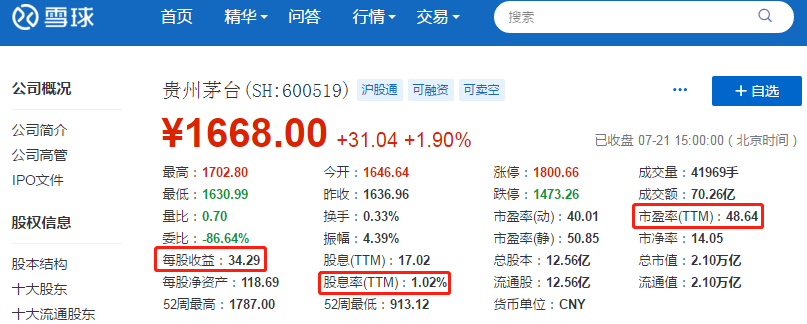 雪球 首页 精华 问答 行情 交易 搜索
公司概况
公司简介
公司高管
IPO文件
股权信息
股本结构
十大股东
十大流通股东
贵州茅台(SH:600519) 沪股通 可融资 可卖空 ... + 自选
¥1668.00 +31.04 +1.90% 已收盘 07-21 15:00:00 ( 北京时间 )
最高：1702.80 今开：1646.64 涨停：1800.66 成交量：41969手
最低：1630.99 昨收：1636.96 跌停：1473.26 成交额：70.26亿
量比：0.70 换手：0.33% 市盈率(动)：40.01 市盈率(TTM)：48.64
委比：-86.64% 振幅：4.39% 市盈率(静)：50.85 市净率：14.05
每股收益：34.29 股息(TTM)：17.02 总股本：12.56亿 总市值：2.10万亿
每股净资产：118.69 股息率(TTM)：1.02% 流通股：12.56亿 流通值：2.10万亿
52周最高：1787.00 52周最低：913.12 货币单位：CNY